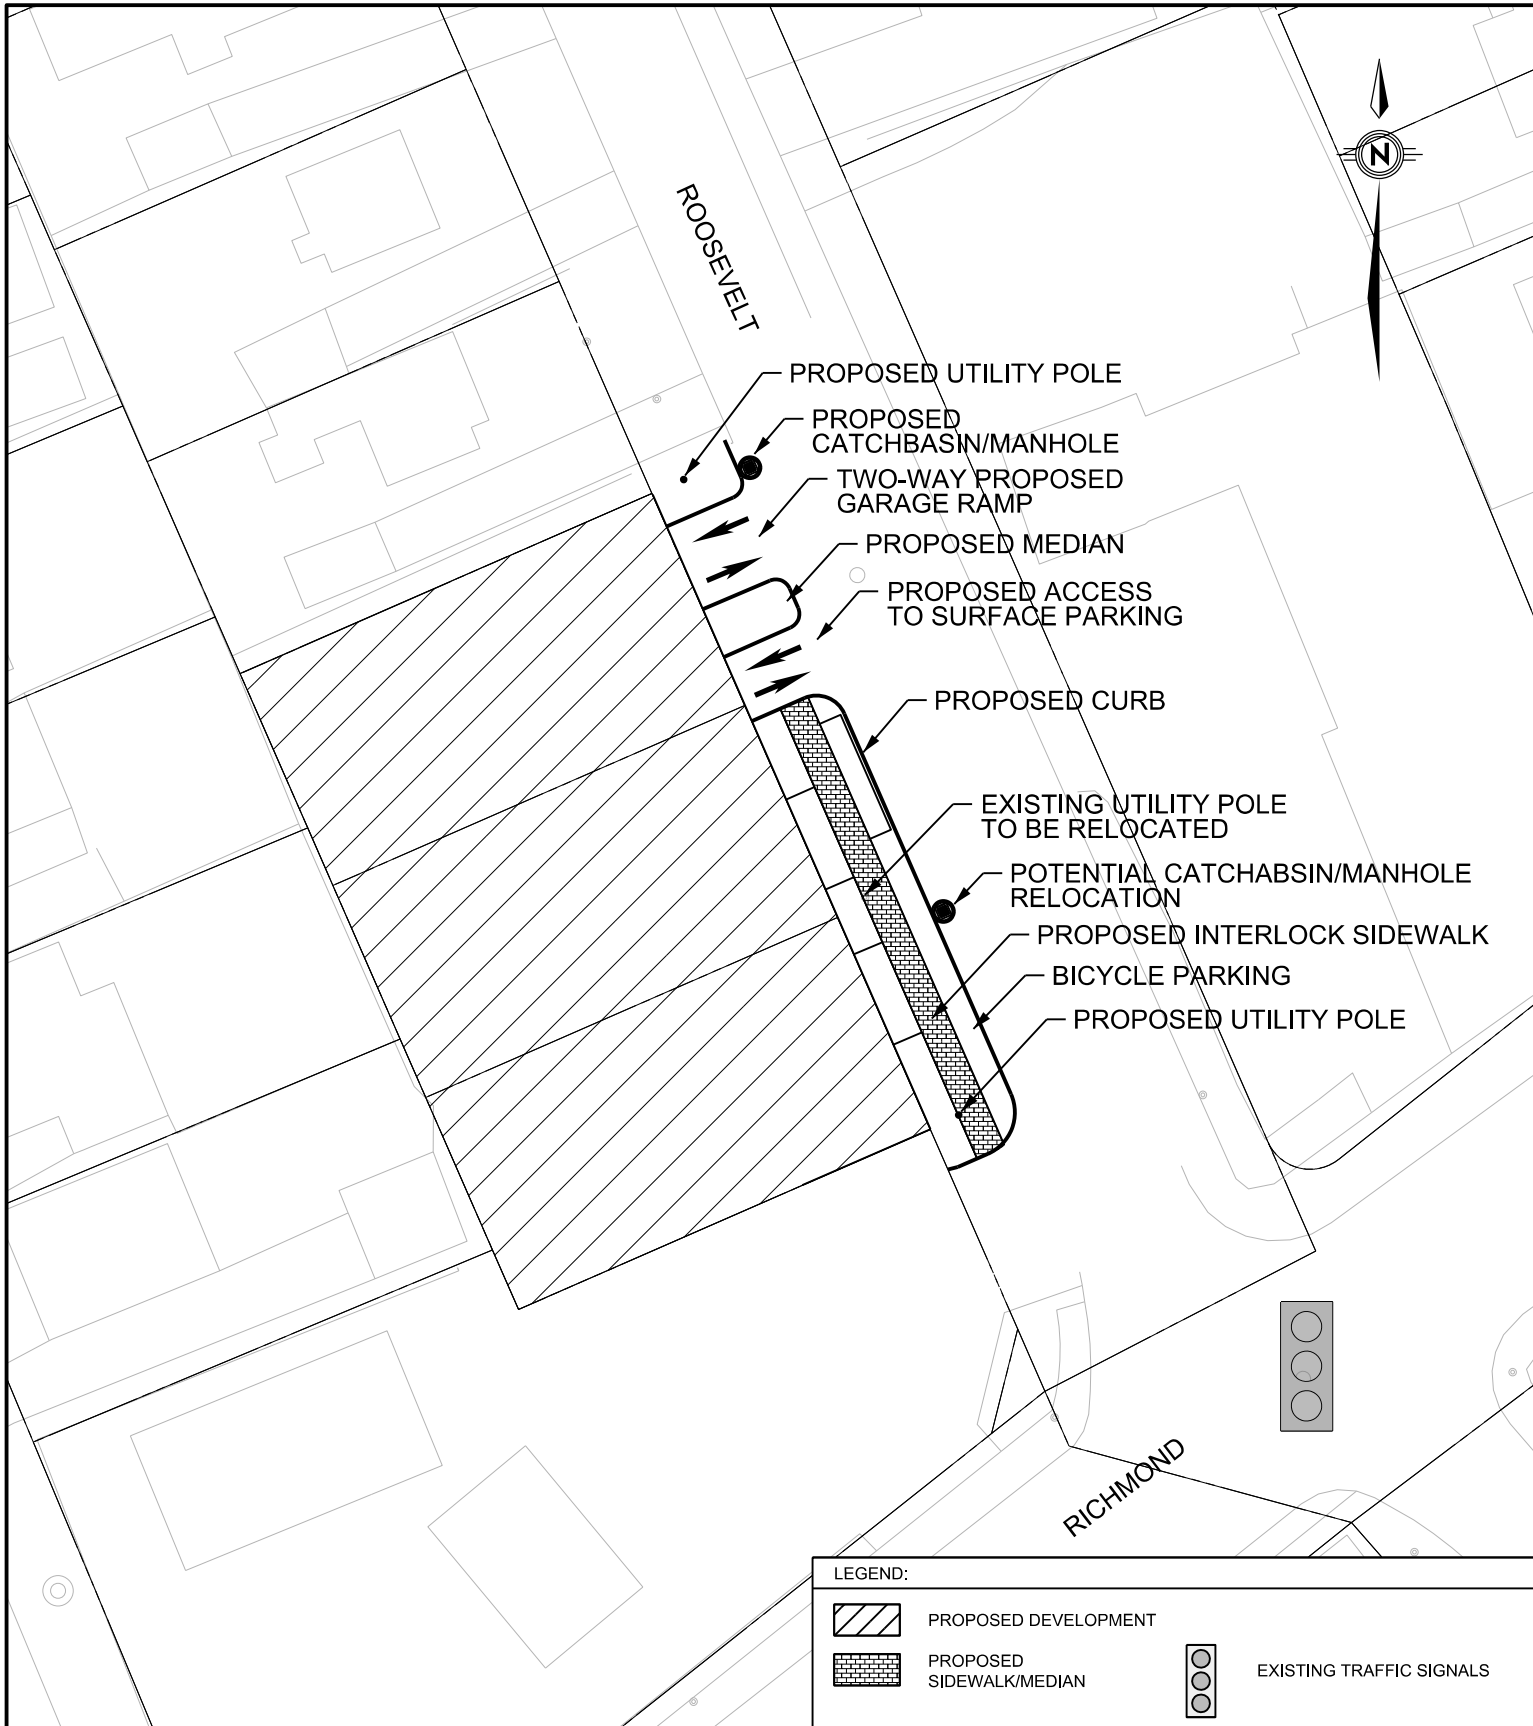 N
ROOSEVELT
PROPOSED UTILITY POLE
PROPOSED
CATCHBASIN/MANHOLE
TWO-WAY PROPOSED
GARAGE RAMP
PROPOSED MEDIAN
PROPOSED ACCESS
TO SURFACE PARKING
PROPOSED CURB
EXISTING UTILITY POLE
TO BE RELOCATED
POTENTIAL CATCHABSIN/MANHOLE
RELOCATION
PROPOSED INTERLOCK SIDEWALK
BICYCLE PARKING
PROPOSED UTILITY POLE
RICHMOND
LEGEND:
PROPOSED DEVELOPMENT
PROPOSED
SIDEWALK/MEDIAN
EXISTING TRAFFIC SIGNALS